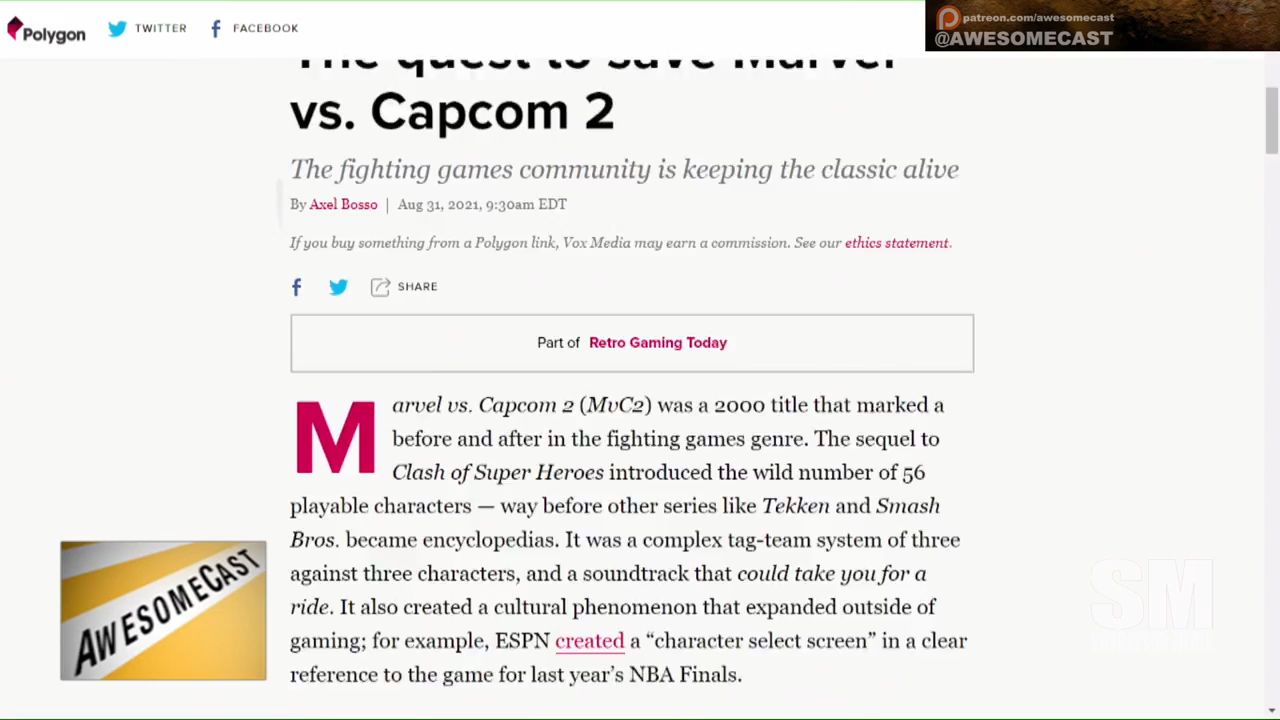 Polygon
TWITTER
FACEBOOK
patreon.com/awesomecast
@AWESOMECAST
The quest to save Marvel
vs. Capcom 2
The fighting games community is keeping the classic alive
By Axel Bosso | Aug 31, 2021, 9:30am EDT
If you buy something from a Polygon link, Vox Media may earn a commission. See our ethics statement.
SHARE
Part of Retro Gaming Today
Marvel vs. Capcom 2 (MvC2) was a 2000 title that marked a
before and after in the fighting games genre. The sequel to
Clash of Super Heroes introduced the wild number of 56
playable characters — way before other series like Tekken and Smash
Bros. became encyclopedias. It was a complex tag-team system of three
against three characters, and a soundtrack that could take you for a
ride. It also created a cultural phenomenon that expanded outside of
gaming; for example, ESPN created a “character select screen” in a clear
reference to the game for last year’s NBA Finals.
AWESOMECAST
SM